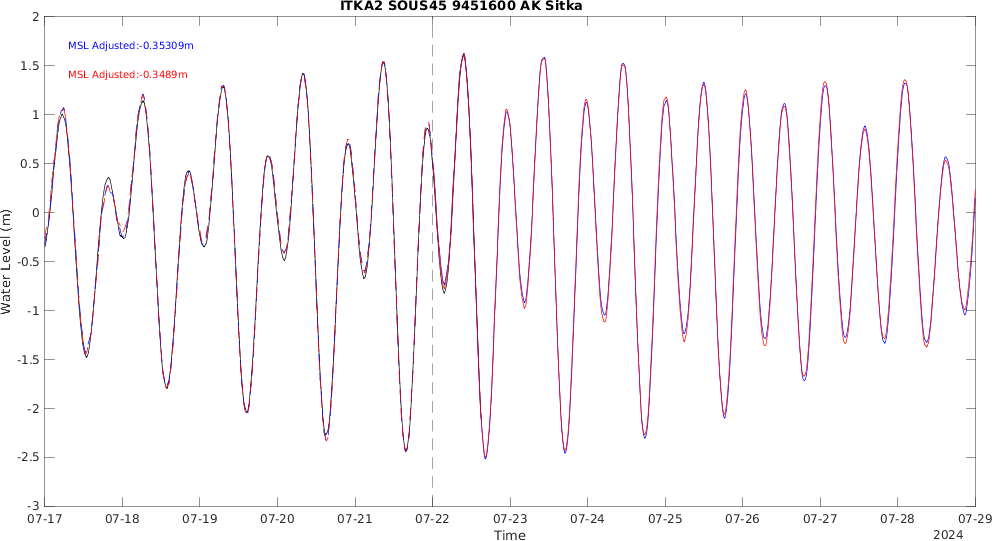 ITKA2 SOUS45 9451600 AK Sitka
MSL Adjusted:-0.35309m
MSL Adjusted:-0.3489m
Water Level (m)
2
1.5
1
0.5
0
-0.5
-1
-1.5
-2
-2.5
-3
07-17 07-18 07-19 07-20 07-21 07-22 07-23 07-24 07-25 07-26 07-27 07-28 07-29
Time
2024